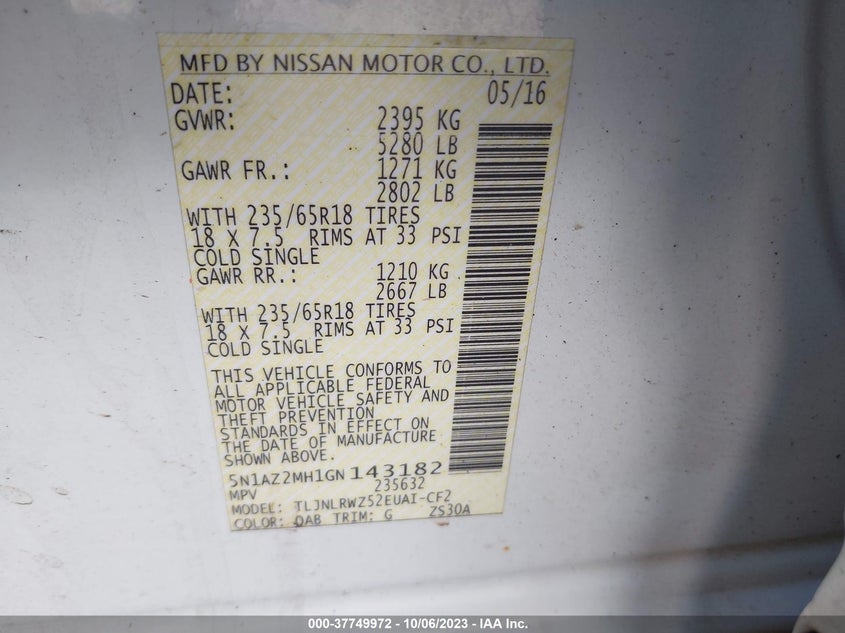 MFD BY NISSAN MOTOR CO., LTD.
DATE: 05/16
GVWR: 2395 KG
5280 LB
GAWR FR.: 1271 KG
2802 LB
WITH 235/65R18 TIRES
18 X 7.5 RIMS AT 33 PSI
COLD SINGLE
GAWR RR.: 1210 KG
2667 LB
WITH 235/65R18 TIRES
18 X 7.5 RIMS AT 33 PSI
COLD SINGLE
THIS VEHICLE CONFORMS TO
ALL APPLICABLE FEDERAL
MOTOR VEHICLE SAFETY AND
THEFT PREVENTION
STANDARDS IN EFFECT ON
THE DATE OF MANUFACTURE
SHOWN ABOVE.
5N1AZ2MH1GN143182
MPV 235632
MODEL: TLJNLRWZ52EUAI-CF2
COLOR: QAB TRIM: G ZS30A
000-37749972 - 10/06/2023 - IAA Inc.